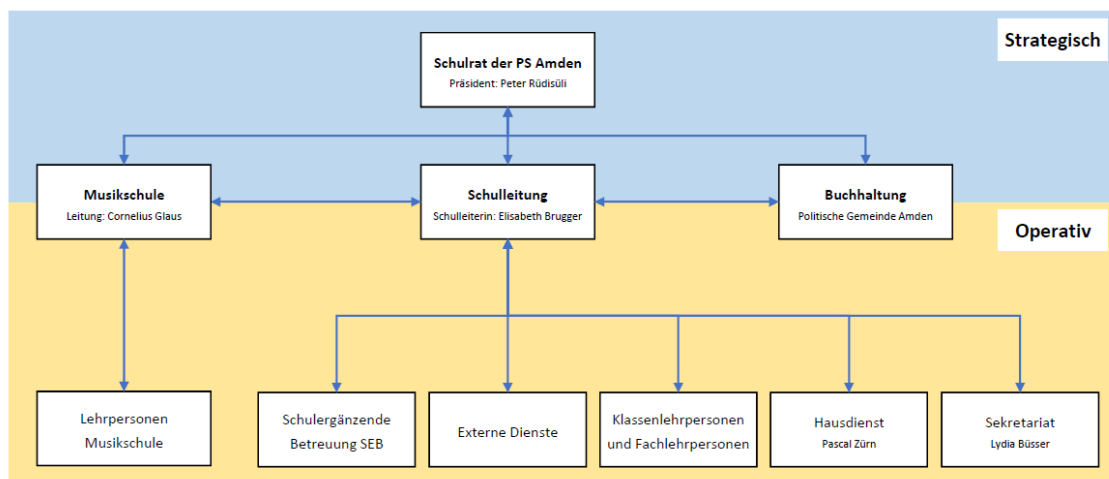 Strategisch
Schulrat der PS Amden
Präsident: Peter Rüdisüli
Musikschule
Leitung: Cornelius Glaus
Schulleitung
Schulleiterin: Elisabeth Brugger
Buchhaltung
Politische Gemeinde Amden
Operativ
Lehrpersonen
Musikschule
Schulergänzende
Betreuung SEB
Externe Dienste
Klassenlehrpersonen
und Fachlehrpersonen
Hausdienst
Pascal Zürn
Sekretariat
Lydia Büsser